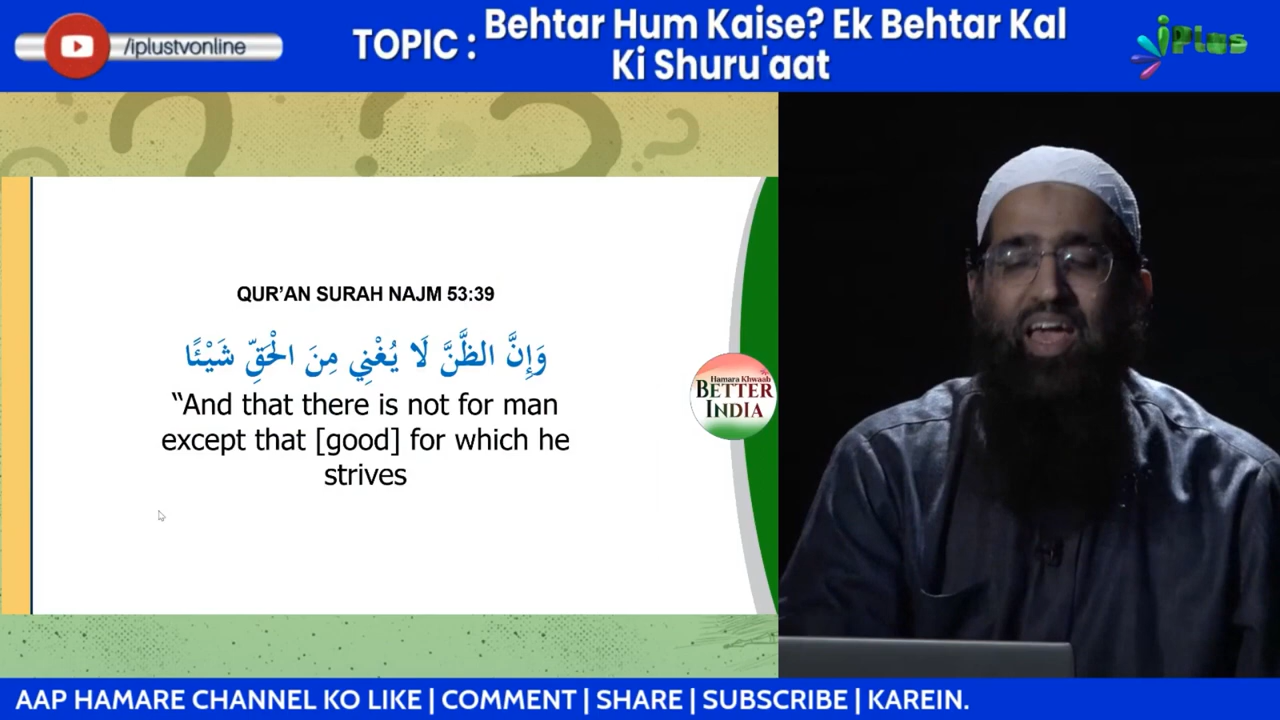 /iplustvonline
TOPIC :
Behtar Hum Kaise? Ek Behtar Kal
Ki Shuru'aat
iPlus
QUR’AN SURAH NAJM 53:39
وَإِنَّ الظَّنَّ لَا يُغْنِي مِنَ الْحَقِّ شَيْئًا
“And that there is not for man
except that [good] for which he
strives
Hamara Khwaab
BETTER
INDIA
AAP HAMARE CHANNEL KO LIKE | COMMENT | SHARE | SUBSCRIBE | KAREIN.